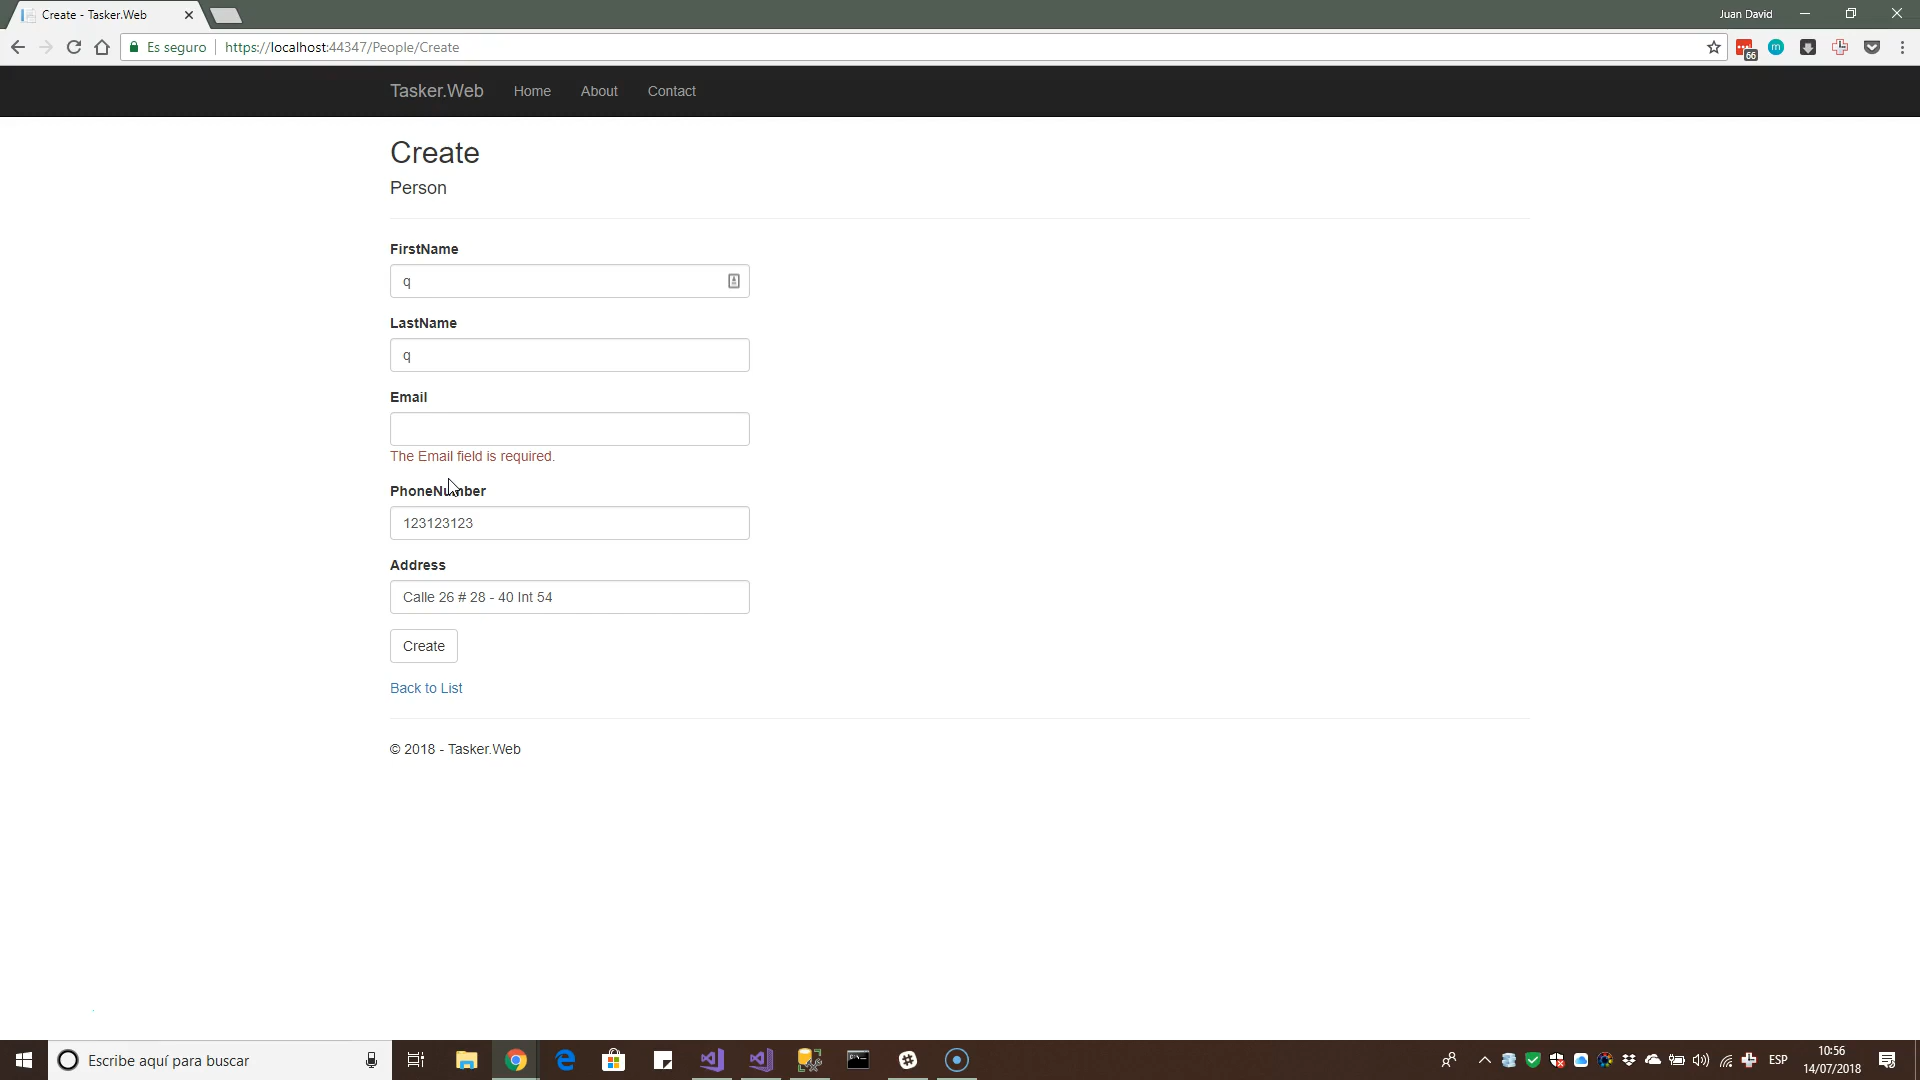 Create - Tasker.Web
Juan David
Es seguro
https://localhost:44347/People/Create
66
m
Tasker.Web
Home
About
Contact
Create
Person
FirstName
q
LastName
q
Email
The Email field is required.
PhoneNumber
123123123
Address
Calle 26 # 28 - 40 Int 54
Create
Back to List
© 2018 - Tasker.Web
Escribe aquí para buscar
ESP
10:56
14/07/2018